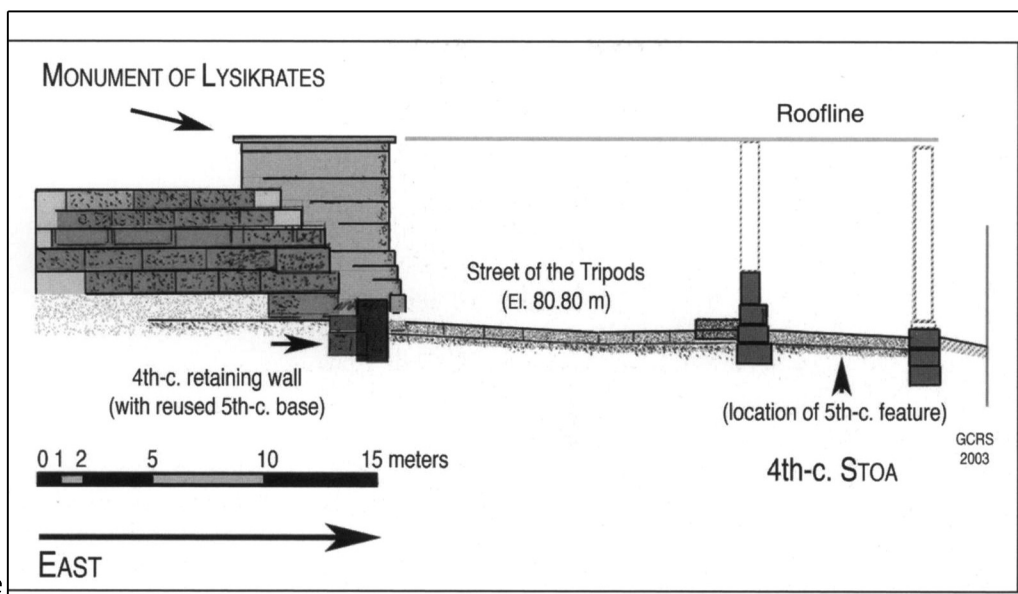 MONUMENT OF LYSIKRATES
Roofline
Street of the Tripods
(El. 80.80 m)
4th-c. retaining wall
(with reused 5th-c. base)
(location of 5th-c. feature)
GCRS
2003
4th-c. STOA
0 1 2 5 10 15 meters
EAST
e